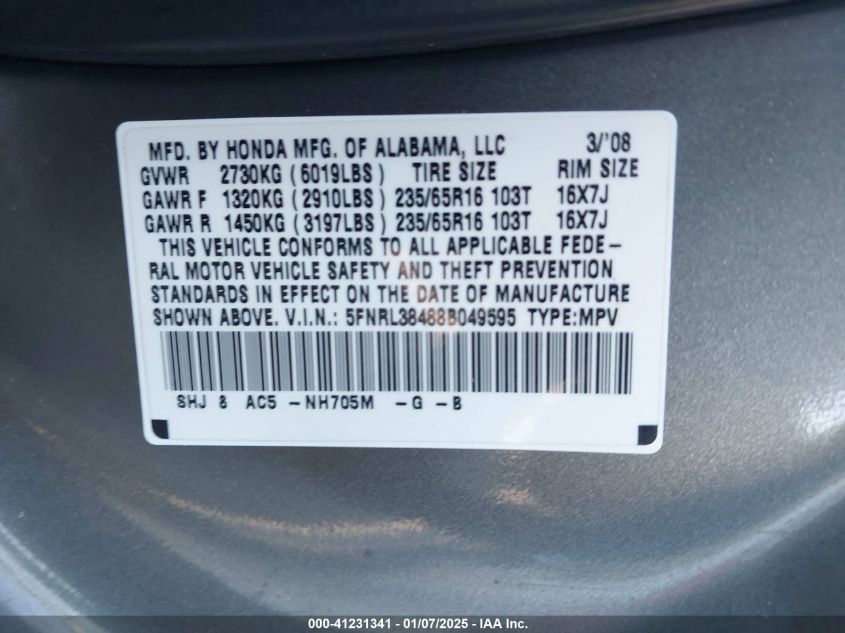 MFD. BY HONDA MFG. OF ALABAMA, LLC 3/'08
GVWR 2730KG (6019LBS) TIRE SIZE RIM SIZE
GAWR F 1320KG (2910LBS) 235/65R16 103T 16X7J
GAWR R 1450KG (3197LBS) 235/65R16 103T 16X7J
THIS VEHICLE CONFORMS TO ALL APPLICABLE FEDE-
RAL MOTOR VEHICLE SAFETY AND THEFT PREVENTION
STANDARDS IN EFFECT ON THE DATE OF MANUFACTURE
SHOWN ABOVE. V.I.N.: 5FNRL38488B049595 TYPE:MPV
SHJ 8 AC5 -NH705M -G -B
000-41231341 - 01/07/2025 - IAA Inc.